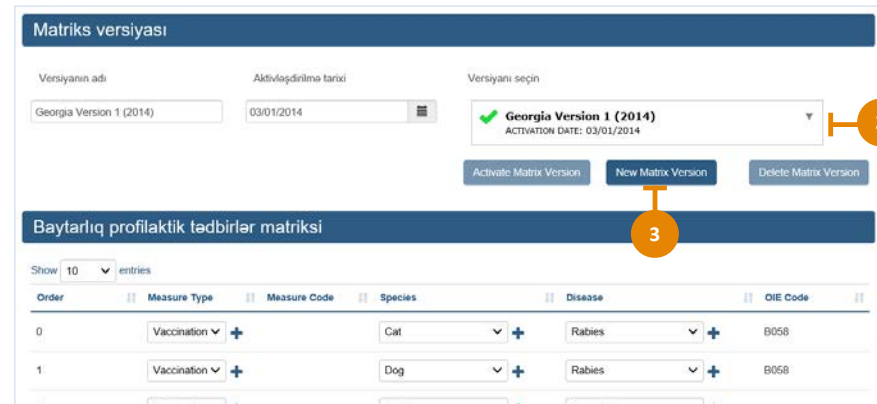 Matriks versiyası
Versiyanın adı Aktivləşdirilmə tarixi Versiyanı seçin
Georgia Version 1 (2014) 03/01/2014 Georgia Version 1 (2014)
ACTIVATION DATE: 03/01/2014
Activate Matrix Version New Matrix Version Delete Matrix Version
3
Baytarlıq profilaktik tədbirlər matriksi
Show 10 entries
Order Measure Type Measure Code Species Disease OIE Code
0 Vaccination Cat Rabies B058
1 Vaccination Dog Rabies B058